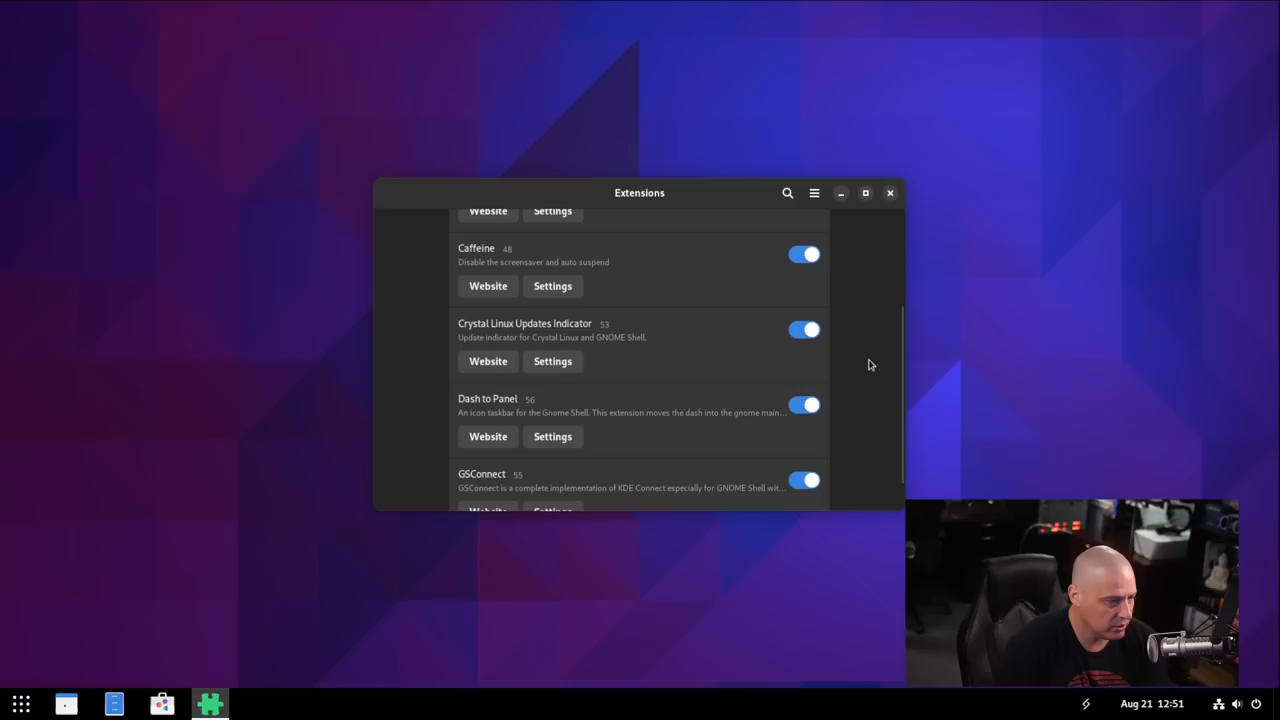 Extensions
Website Settings
Caffeine 48
Disable the screensaver and auto suspend
Website Settings
Crystal Linux Updates Indicator 53
Update indicator for Crystal Linux and GNOME Shell.
Website Settings
Dash to Panel 56
An icon taskbar for the Gnome Shell. This extension moves the dash into the gnome main...
Website Settings
GSConnect 55
GSConnect is a complete implementation of KDE Connect especially for GNOME Shell wit...
Website Settings
Aug 21 12:51